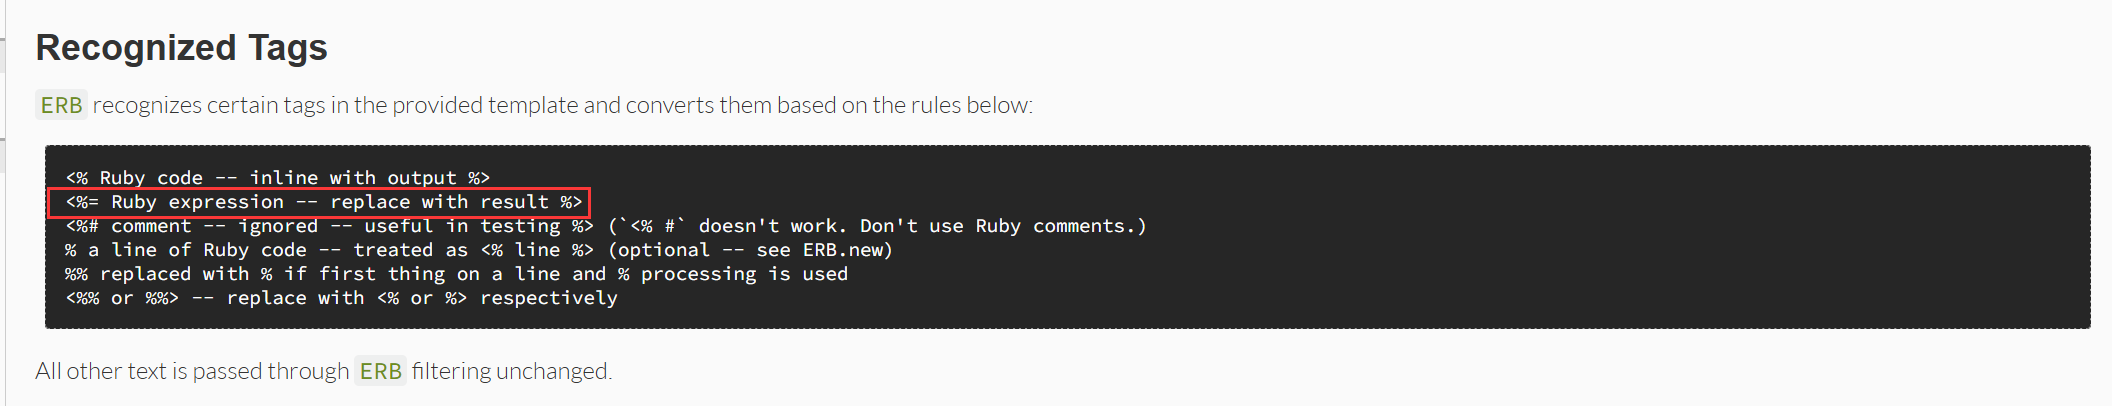 Recognized Tags
ERB recognizes certain tags in the provided template and converts them based on the rules below:
<% Ruby code -- inline with output %>
<%= Ruby expression -- replace with result %>
<%# comment -- ignored -- useful in testing %> (`<% #` doesn't work. Don't use Ruby comments.)
% a line of Ruby code -- treated as <% line %> (optional -- see ERB.new)
%% replaced with % if first thing on a line and % processing is used
<%% or %%> -- replace with <% or %> respectively
All other text is passed through ERB filtering unchanged.